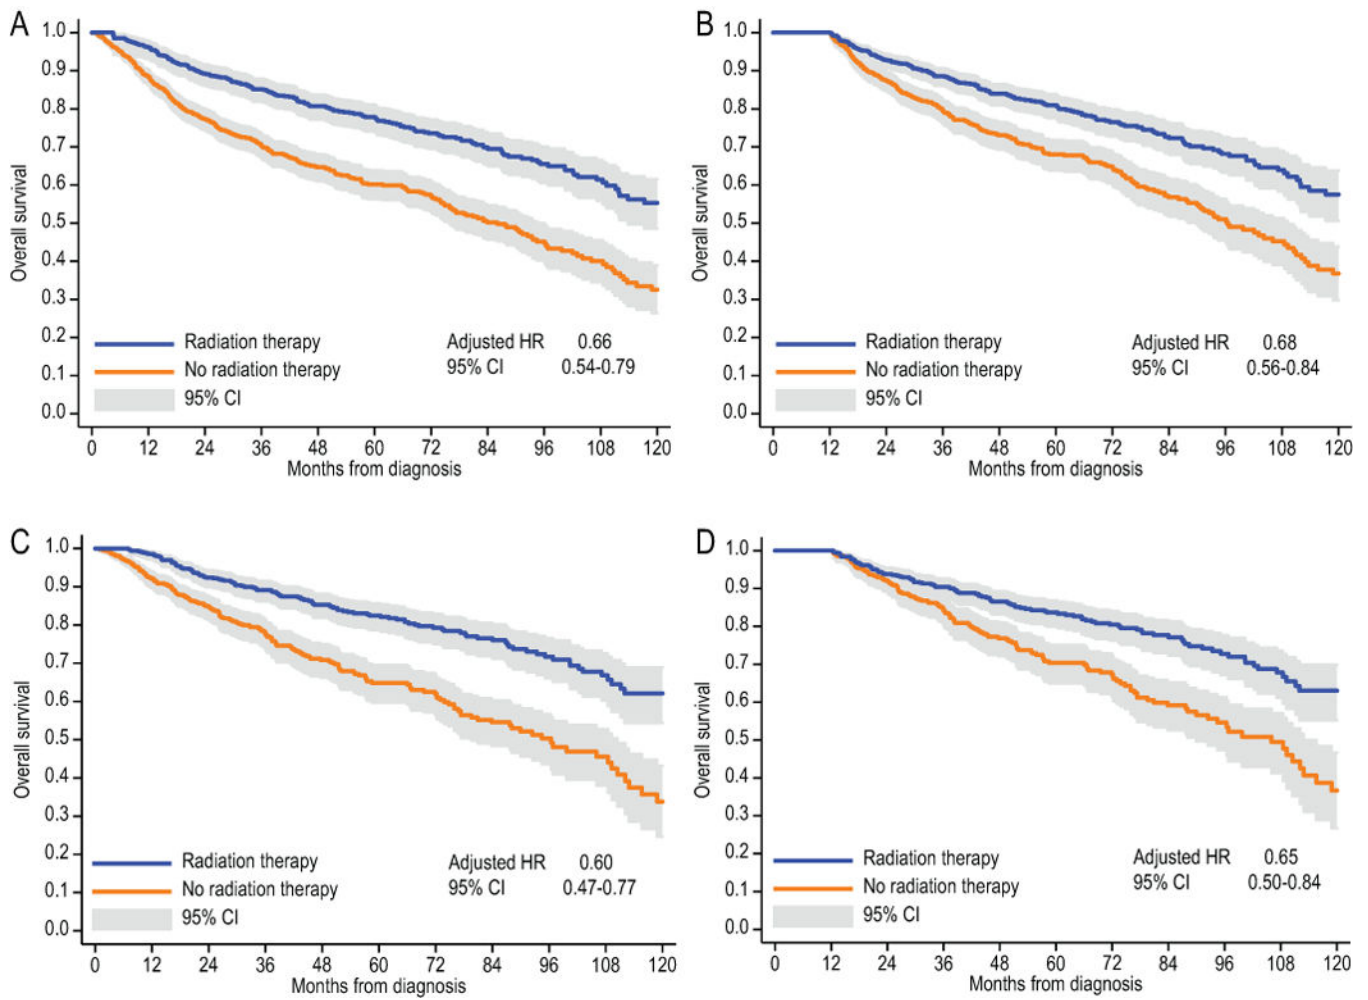 A
Overall survival
1.0
0.9
0.8
0.7
0.6
0.5
0.4
0.3
0.2
0.1
0.0
Radiation therapy
No radiation therapy
95% CI
Adjusted HR 0.66
95% CI 0.54-0.79
0 12 24 36 48 60 72 84 96 108 120
Months from diagnosis
B
Overall survival
1.0
0.9
0.8
0.7
0.6
0.5
0.4
0.3
0.2
0.1
0.0
Radiation therapy
No radiation therapy
95% CI
Adjusted HR 0.68
95% CI 0.56-0.84
0 12 24 36 48 60 72 84 96 108 120
Months from diagnosis
C
Overall survival
1.0
0.9
0.8
0.7
0.6
0.5
0.4
0.3
0.2
0.1
0.0
Radiation therapy
No radiation therapy
95% CI
Adjusted HR 0.60
95% CI 0.47-0.77
0 12 24 36 48 60 72 84 96 108 120
Months from diagnosis
D
Overall survival
1.0
0.9
0.8
0.7
0.6
0.5
0.4
0.3
0.2
0.1
0.0
Radiation therapy
No radiation therapy
95% CI
Adjusted HR 0.65
95% CI 0.50-0.84
0 12 24 36 48 60 72 84 96 108 120
Months from diagnosis